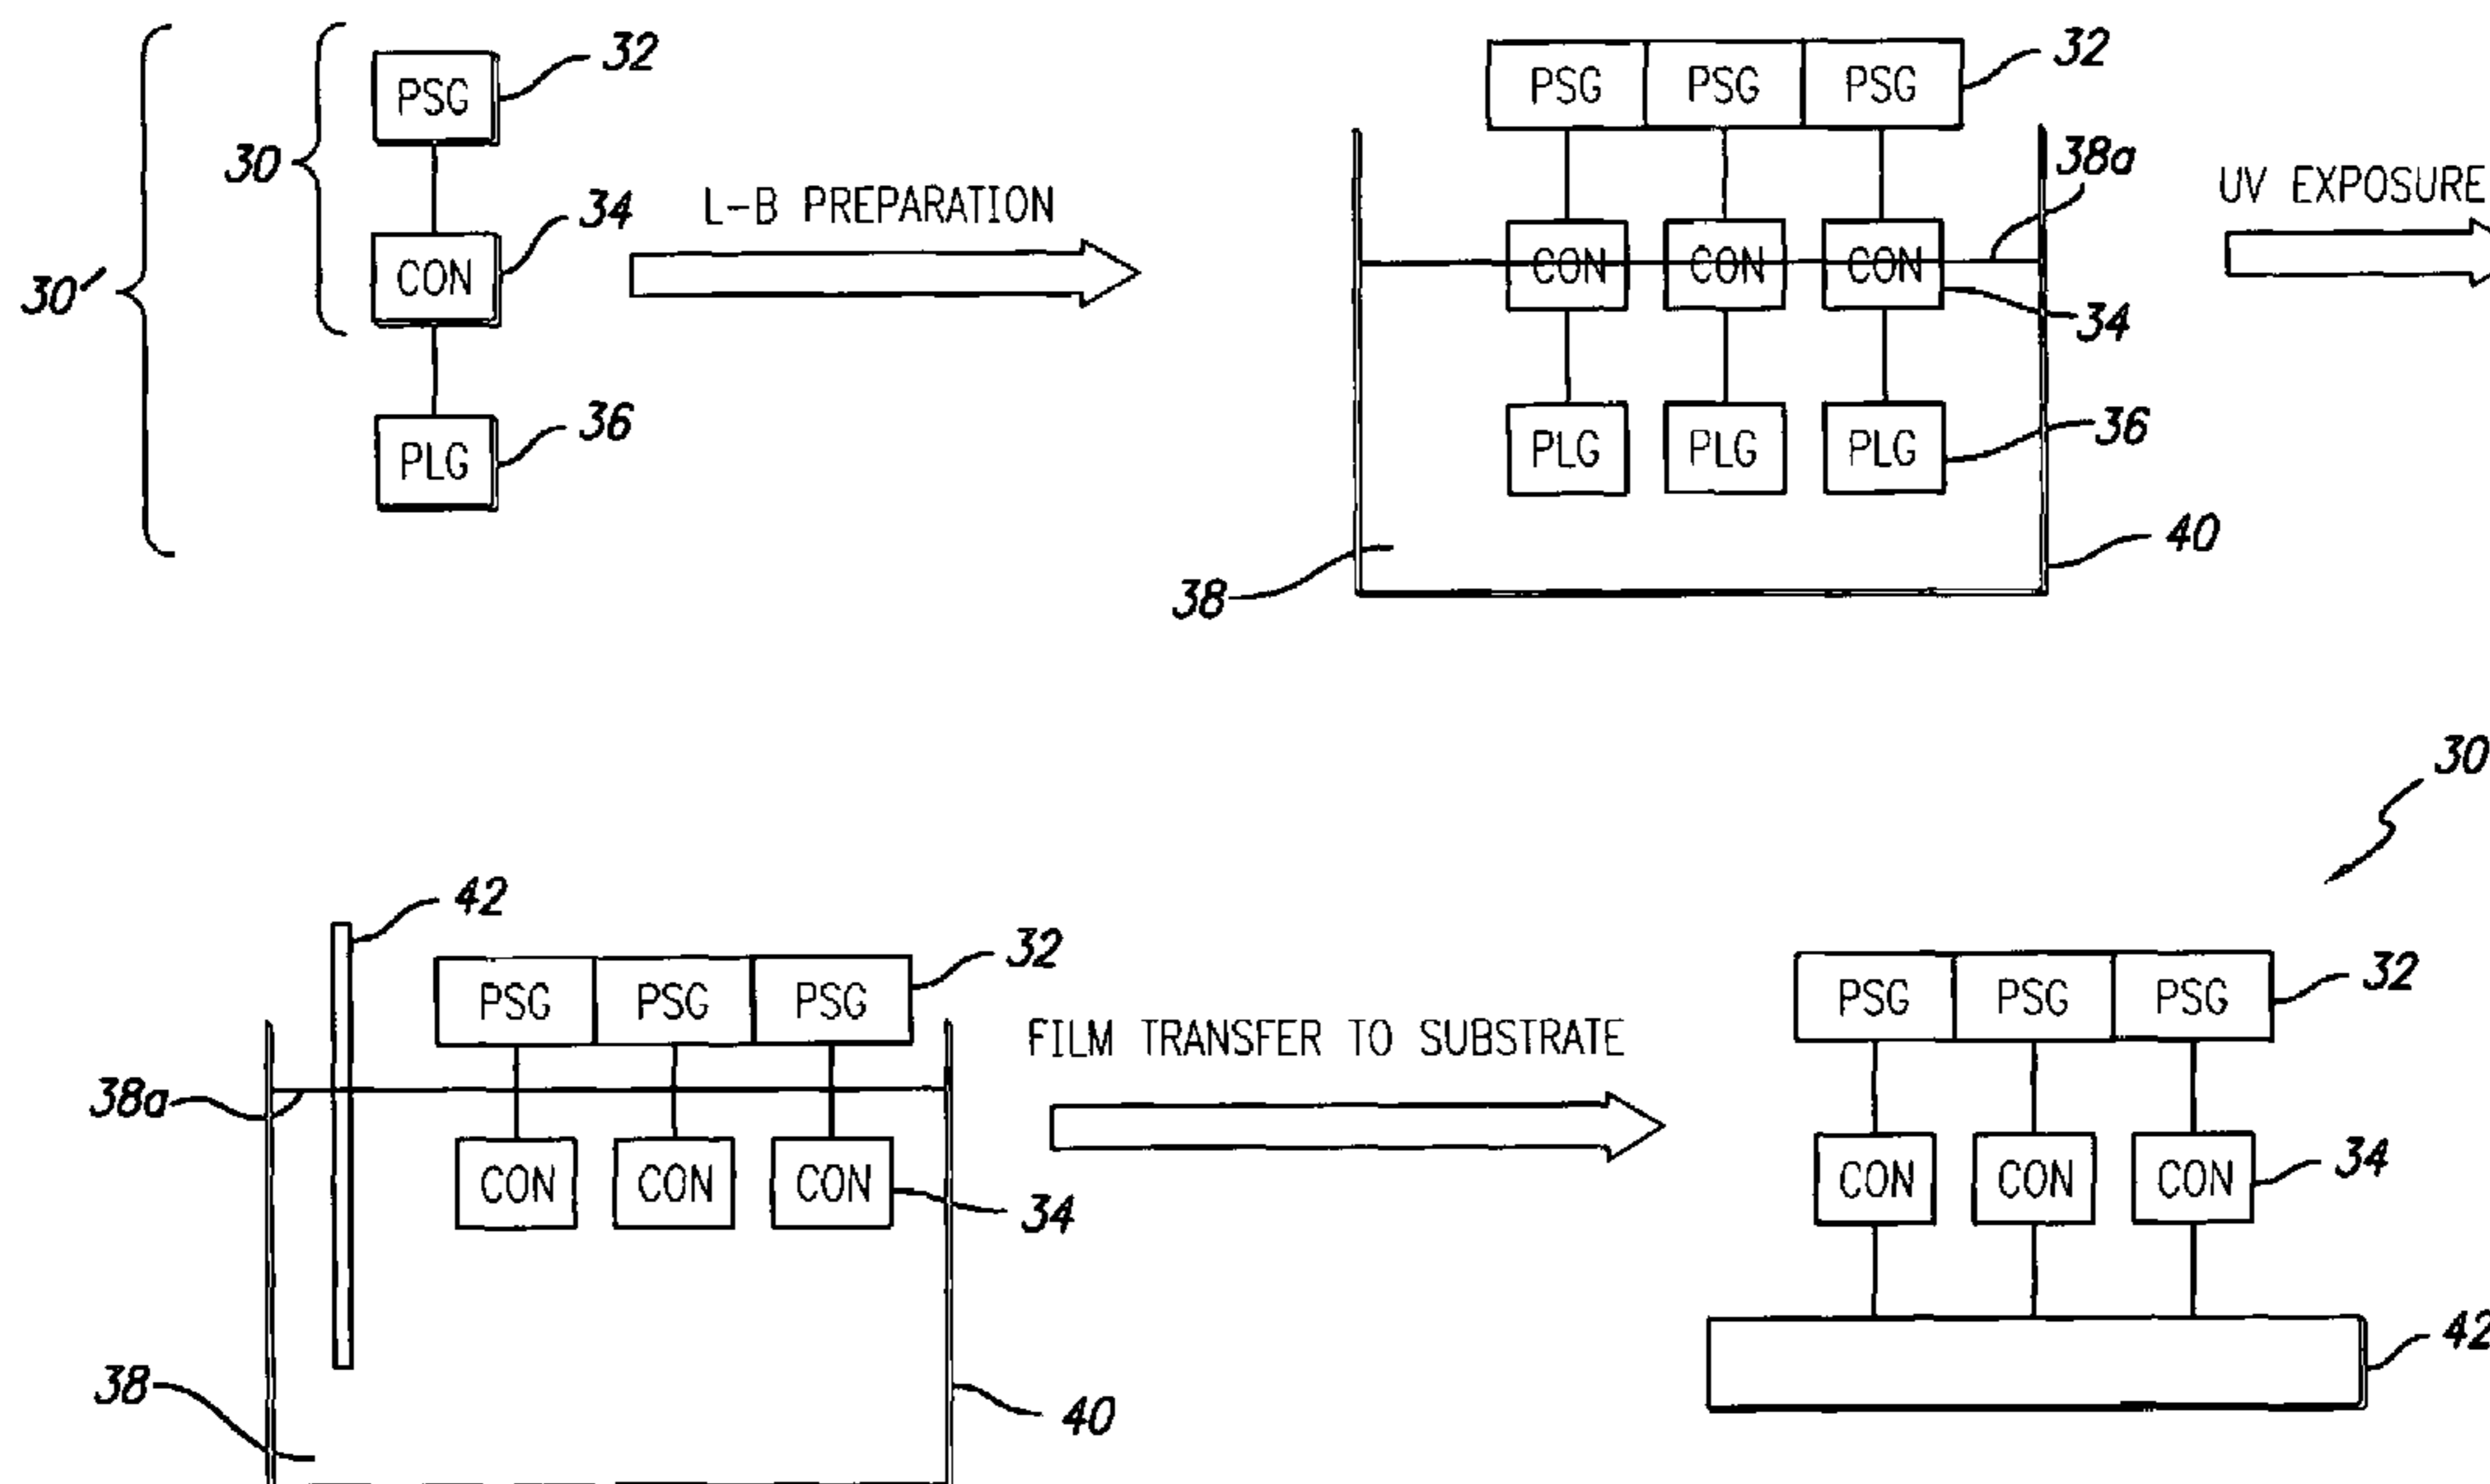 30'
30
PSG
32
CON
34
PLG
36
L-B PREPARATION
PSG PSG PSG
32
38a
CON CON CON
34
PLG PLG PLG
36
38
40
UV EXPOSURE
42
PSG PSG PSG
32
38a
CON CON CON
34
38
40
FILM TRANSFER TO SUBSTRATE
30
PSG PSG PSG
32
CON CON CON
34
42